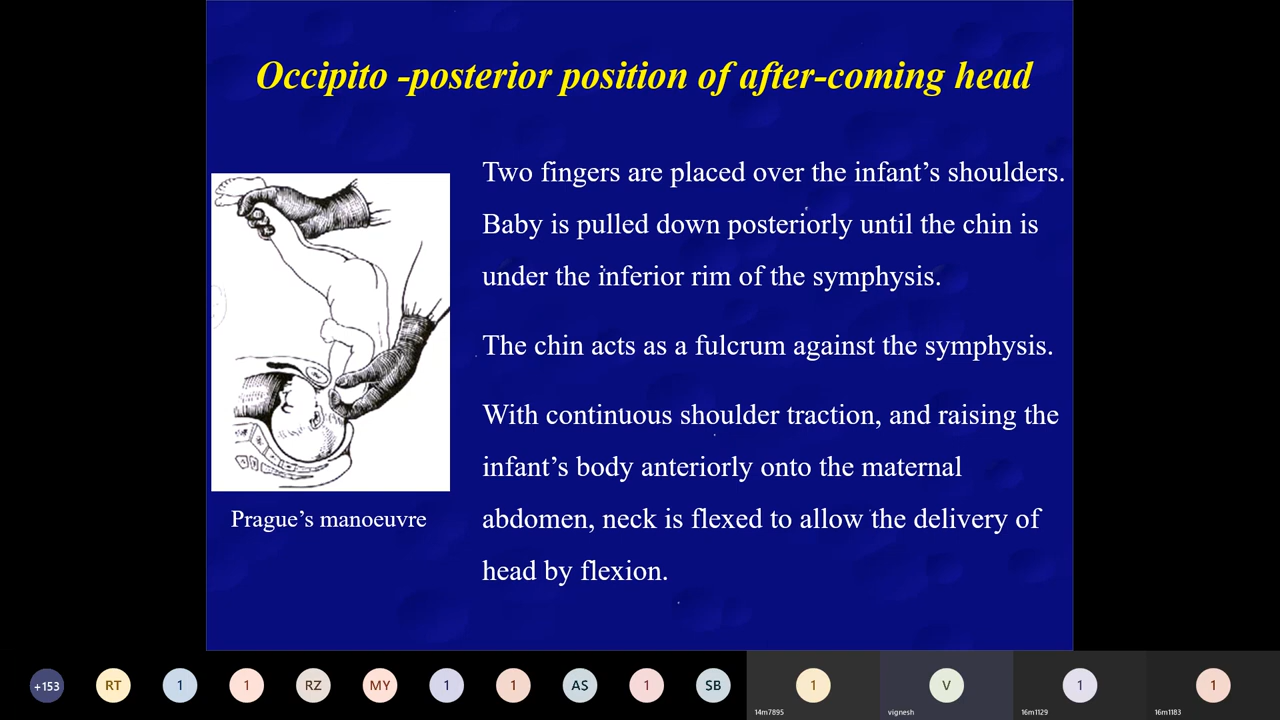 Occipito -posterior position of after-coming head
Two fingers are placed over the infant’s shoulders.
Baby is pulled down posteriorly until the chin is
under the inferior rim of the symphysis.
The chin acts as a fulcrum against the symphysis.
With continuous shoulder traction, and raising the
infant’s body anteriorly onto the maternal
abdomen, neck is flexed to allow the delivery of
head by flexion.
Prague’s manoeuvre
+153
RT
1
1
RZ
MY
1
1
AS
1
SB
1
V
1
1
14m7895
vignesh
16m1129
16m1183